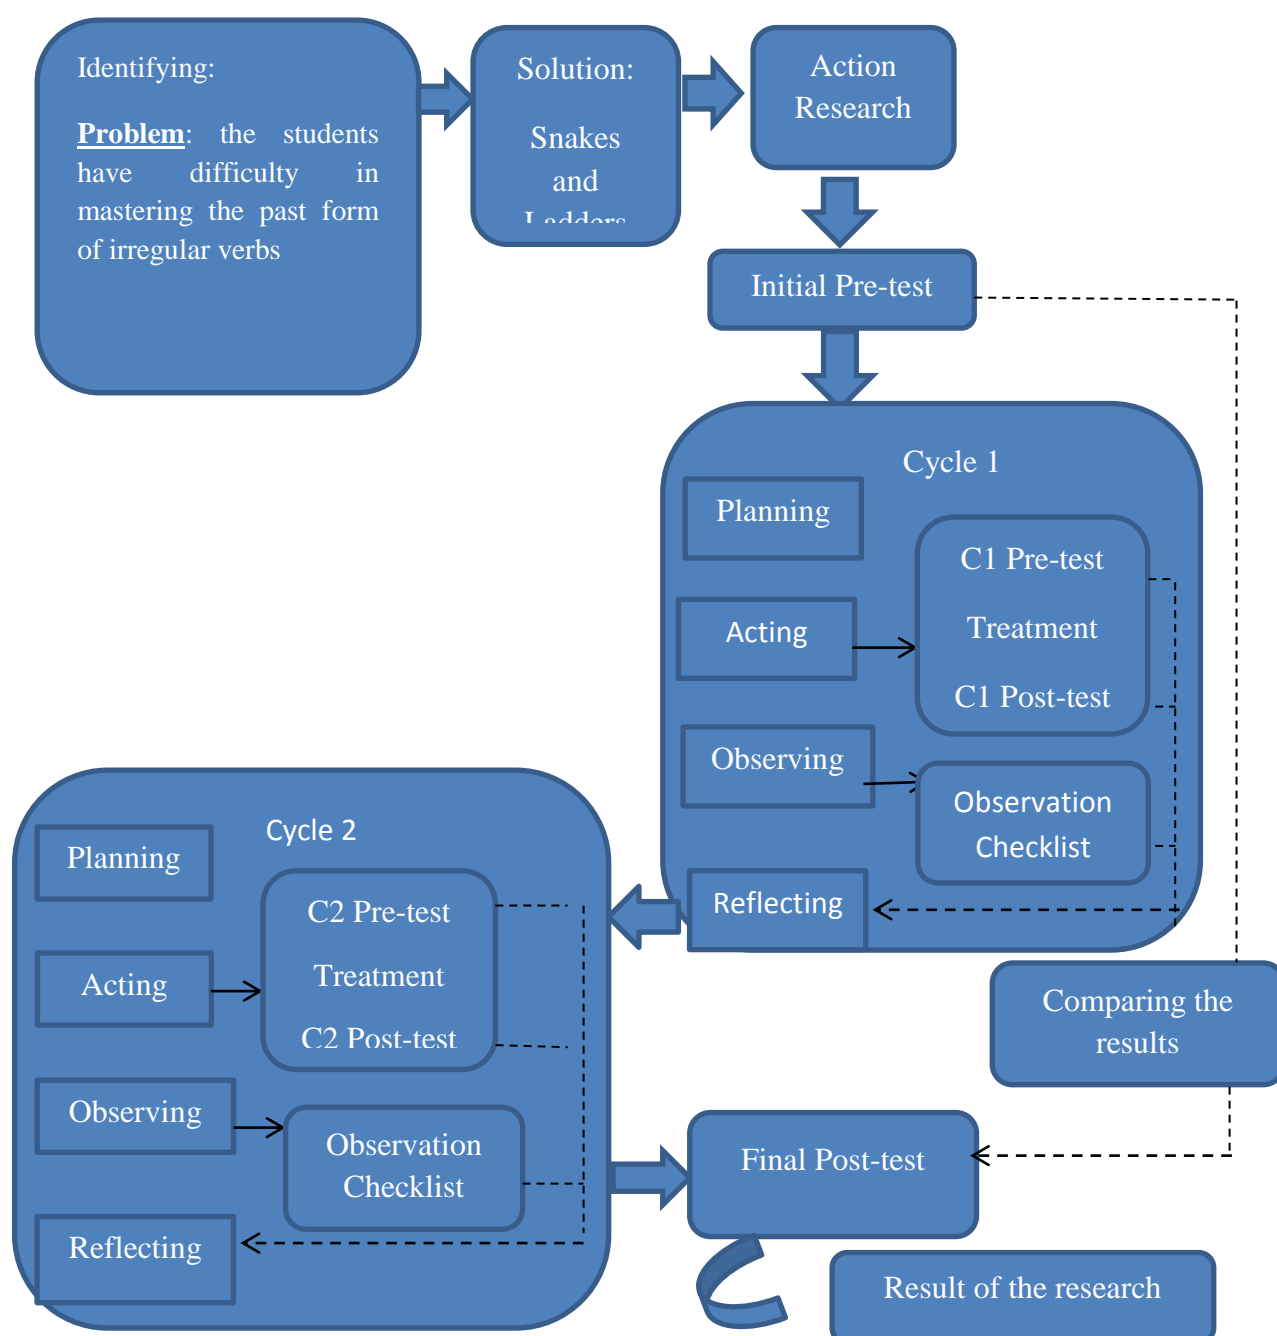 Identifying:
Problem: the students
have difficulty in
mastering the past form
of irregular verbs
Solution:
Snakes
and
Ladders
Action
Research
Initial Pre-test
Cycle 1
Planning
C1 Pre-test
Acting
Treatment
C1 Post-test
Observing
Observation
Checklist
Reflecting
Cycle 2
Planning
C2 Pre-test
Acting
Treatment
C2 Post-test
Observing
Observation
Checklist
Reflecting
Comparing the
results
Final Post-test
Result of the research